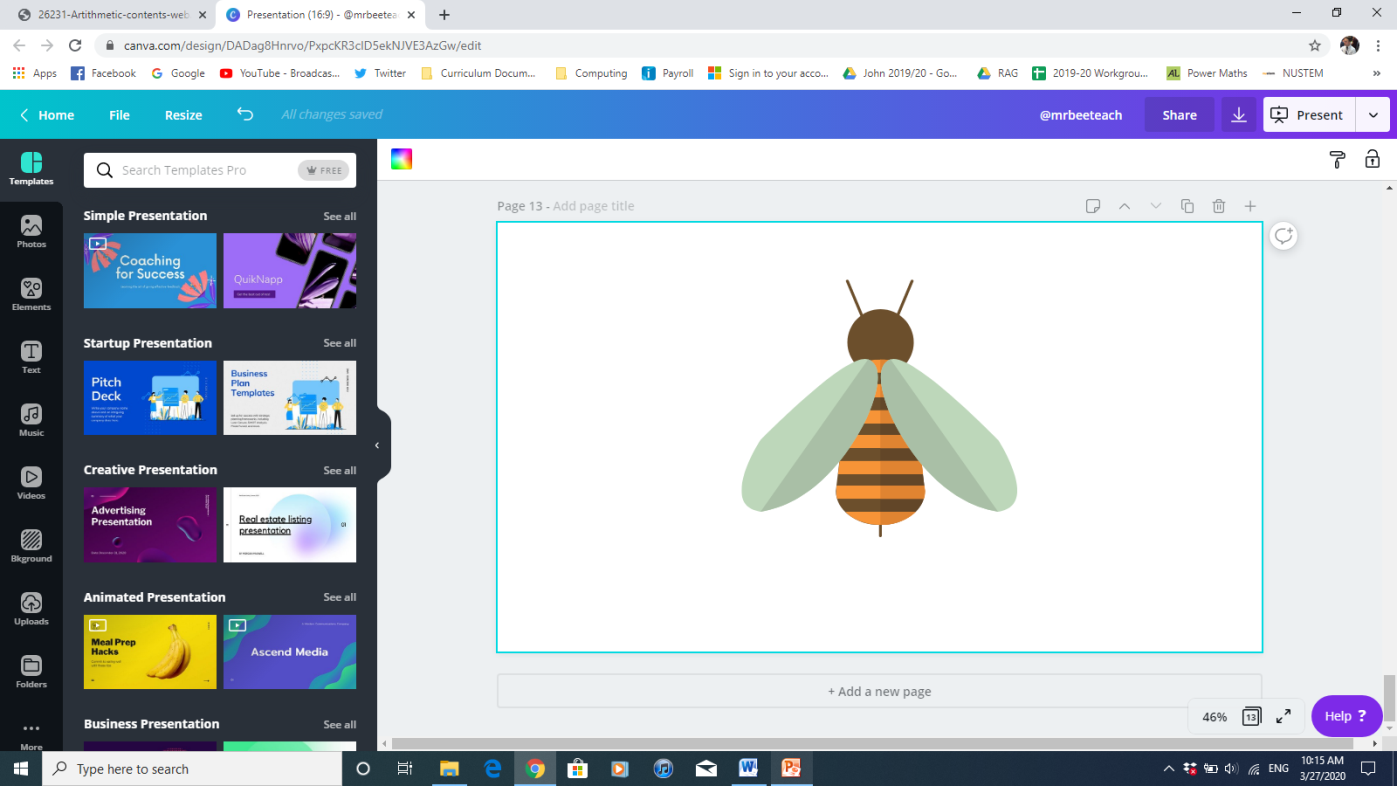 26231-Artithmetic-contents-web
Presentation (16:9) - @mrbeetea
canva.com/design/DADag8Hnrvo/PxpcKR3cID5ekNJVE3AzGw/edit
Apps Facebook Google YouTube - Broadcas... Twitter Curriculum Docum... Computing Payroll Sign in to your acco... John 2019/20 - Go... RAG 2019-20 Workgrou... AL Power Maths NUSTEM »
Home File Resize All changes saved @mrbeeteach Share Present
Templates
Photos
Elements
Text
Music
Videos
Bkground
Uploads
Folders
More
Search Templates Pro FREE
Simple Presentation See all
Coaching
for Success
QuikNapp
Startup Presentation See all
Pitch
Deck
Business
Plan
Templates
Creative Presentation See all
Advertising
Presentation
Real estate listing
presentation
Animated Presentation See all
Meal Prep
Hacks
Ascend Media
Business Presentation See all
Page 13 - Add page title
+ Add a new page
46% 13 Help ?
Type here to search
ENG
10:15 AM
3/27/2020